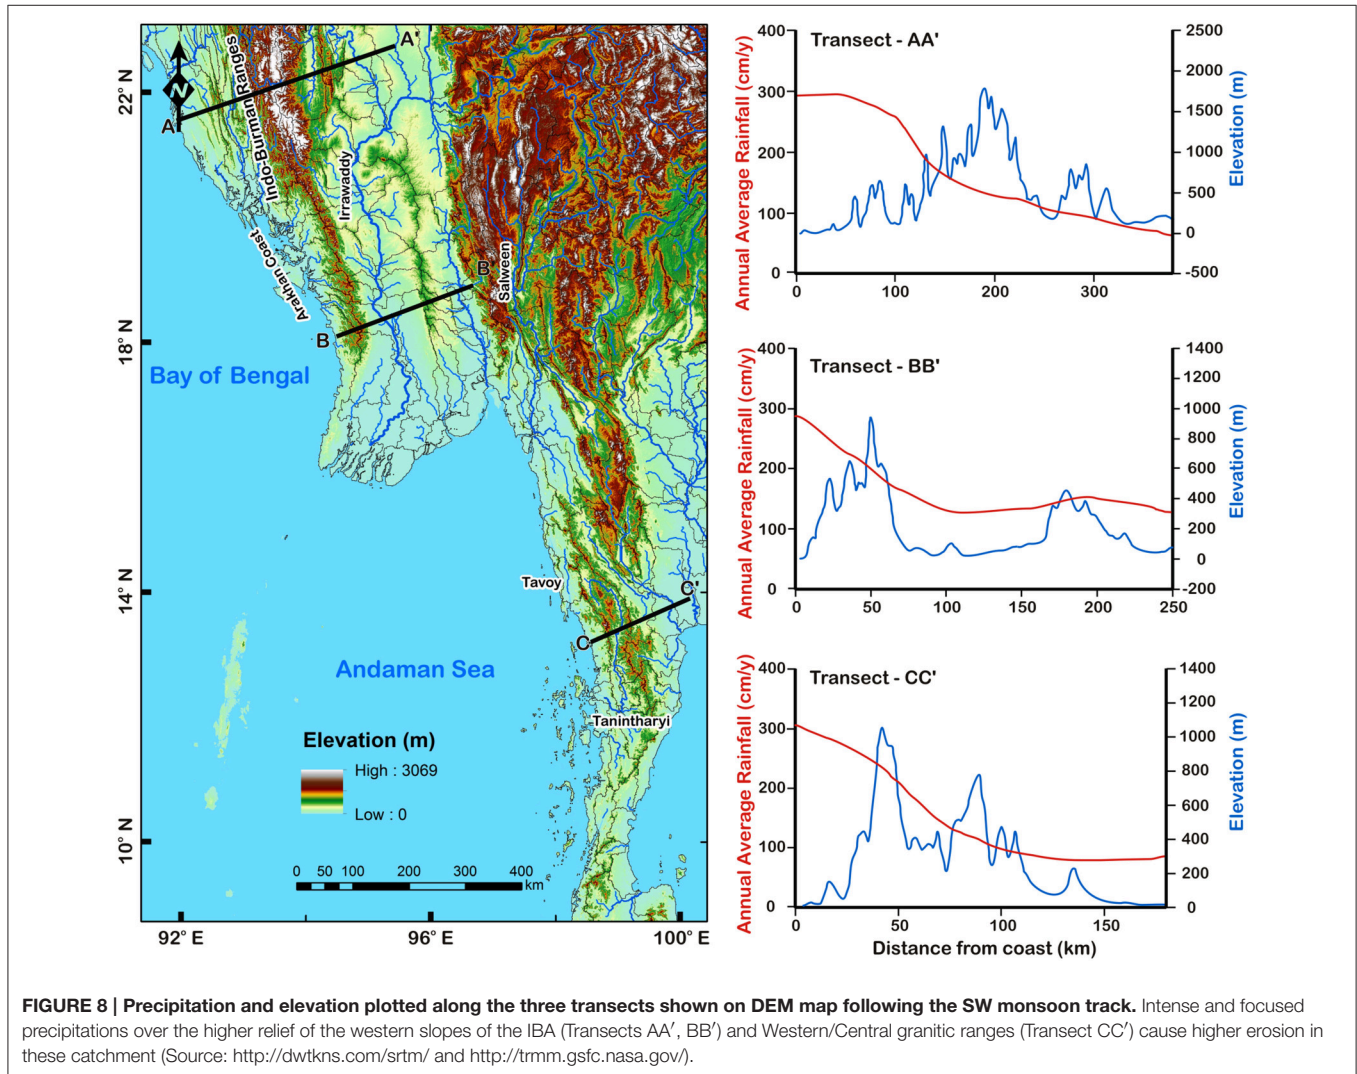 A'
A
N
Indo-Burman Ranges
Irrawaddy
Arakhan Coast
Salween
B
B
Bay of Bengal
Tavoy
C'
C
Andaman Sea
Tanintharyi
Elevation (m)
High : 3069
Low : 0
0 50 100 200 300 400
km
22° N
18° N
14° N
10° N
92° E 96° E 100° E
Transect - AA'
Annual Average Rainfall (cm/y)
400
300
200
100
0
2500
2000
1500
1000
500
0
-500
Elevation (m)
0 100 200 300
Transect - BB'
Annual Average Rainfall (cm/y)
400
300
200
100
0
1400
1200
1000
800
600
400
200
0
-200
Elevation (m)
0 50 100 150 200 250
Transect - CC'
Annual Average Rainfall (cm/y)
400
300
200
100
0
1400
1200
1000
800
600
400
200
0
Elevation (m)
0 50 100 150
Distance from coast (km)
FIGURE 8 | Precipitation and elevation plotted along the three transects shown on DEM map following the SW monsoon track. Intense and focused
precipitations over the higher relief of the western slopes of the IBA (Transects AA′, BB′) and Western/Central granitic ranges (Transect CC′) cause higher erosion in
these catchment (Source: http://dwtkns.com/srtm/ and http://trmm.gsfc.nasa.gov/).